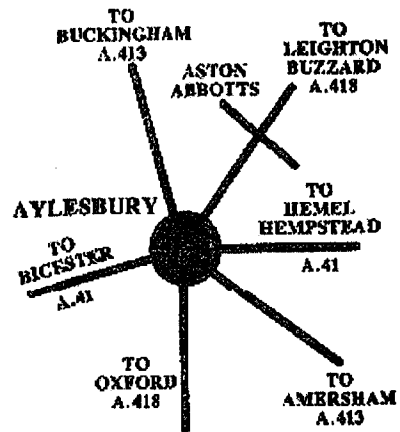 TO
BUCKINGHAM
A.413
TO
LEIGHTON
BUZZARD
A.418
ASTON
ABBOTTS
AYLESBURY
TO
HEMEL
HEMPSTEAD
A.41
TO
BICESTER
A.41
TO
OXFORD
A.418
TO
AMERSHAM
A.413